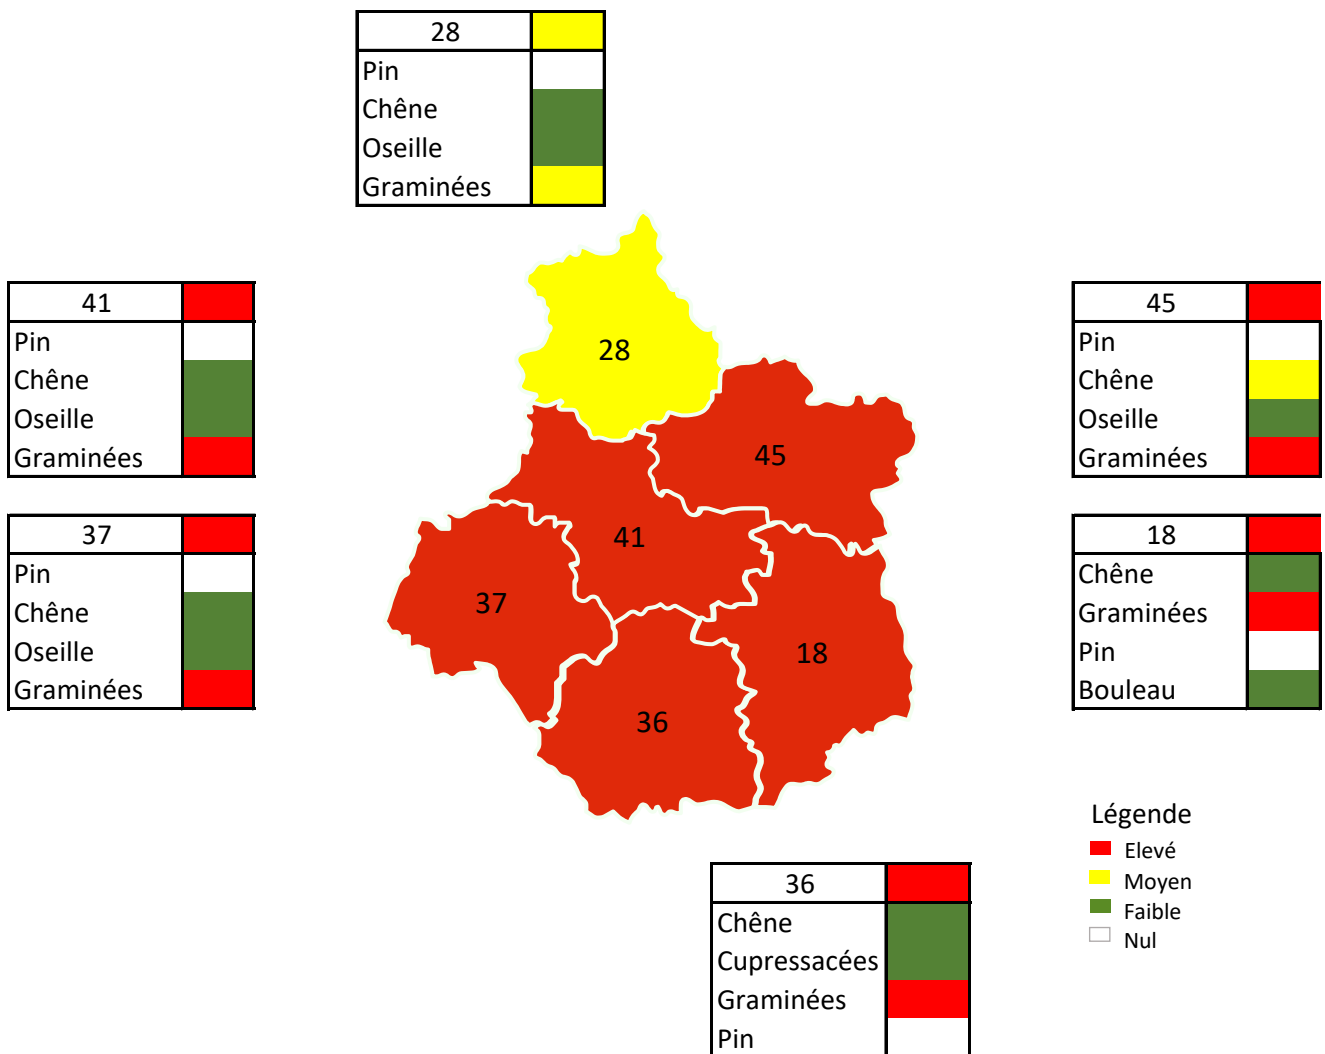 28
Pin
Chêne
Oseille
Graminées
41
Pin
Chêne
Oseille
Graminées
45
Pin
Chêne
Oseille
Graminées
37
Pin
Chêne
Oseille
Graminées
18
Chêne
Graminées
Pin
Bouleau
28
45
41
37
18
36
Légende
Elevé
Moyen
Faible
Nul
36
Chêne
Cupressacées
Graminées
Pin